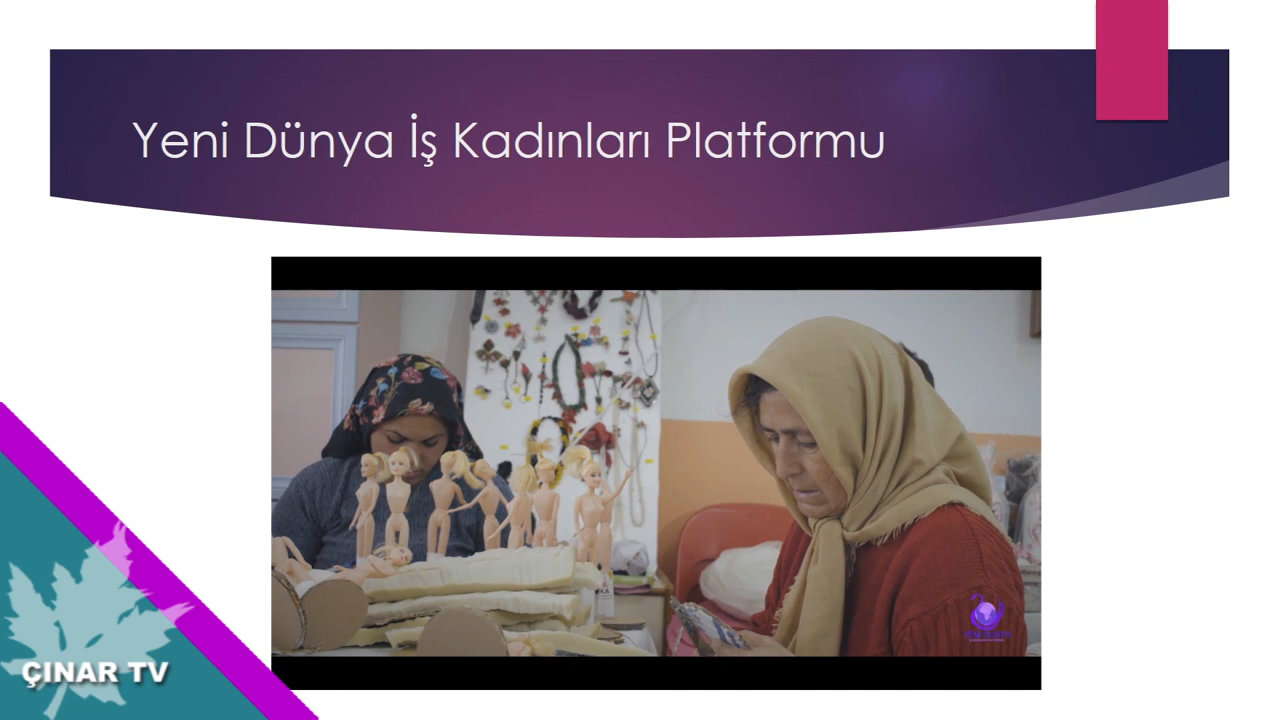 Yeni Dünya İş Kadınları Platformu
ÇINAR TV